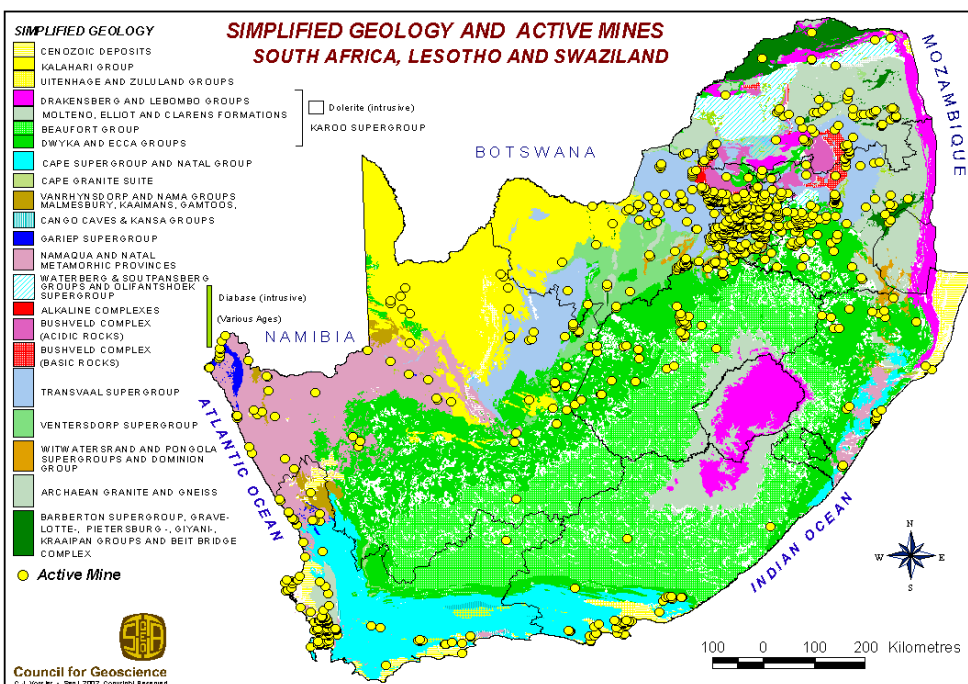 SIMPLIFIED GEOLOGY AND ACTIVE MINES
SOUTH AFRICA, LESOTHO AND SWAZILAND
SIMPLIFIED GEOLOGY
CENOZOIC DEPOSITS
KALAHARI GROUP
UITENHAGE AND ZULULAND GROUPS
DRAKENSBERG AND LEBOMBO GROUPS
MOLTENO, ELLIOT AND CLARENS FORMATIONS
BEAUFORT GROUP
DWYKA AND ECCA GROUPS
Dolerite (intrusive)
KAROO SUPERGROUP
CAPE SUPERGROUP AND NATAL GROUP
CAPE GRANITE SUITE
VANRHYNSDORP AND NAMA GROUPS
MALMESBURY, KAAIMANS, GAMTOOS,
CANGO CAVES & KANSA GROUPS
GARIEP SUPERGROUP
NAMAQUA AND NATAL
METAMORHIC PROVINCES
WATERBERG & SOUTPANSBERG
GROUPS AND OLIFANTSHOEK
SUPERGROUP
ALKALINE COMPLEXES
BUSHVELD COMPLEX
(ACIDIC ROCKS)
BUSHVELD COMPLEX
(BASIC ROCKS)
TRANSVAAL SUPERGROUP
VENTERSDORP SUPERGROUP
WITWATERSRAND AND PONGOLA
SUPERGROUPS AND DOMINION
GROUP
ARCHAEAN GRANITE AND GNEISS
BARBERTON SUPERGROUP, GRAVE-
LOTTE-, PIETERSBURG -, GIYANI-,
KRAAIPAN GROUPS AND BEIT BRIDGE
COMPLEX
Active Mine
Diabase (intrusive)
(Various Ages)
BOTSWANA
MOZAMBIQUE
NAMIBIA
ATLANTIC OCEAN
INDIAN OCEAN
N
W E
S
100 0 100 200 Kilometres
Council for Geoscience